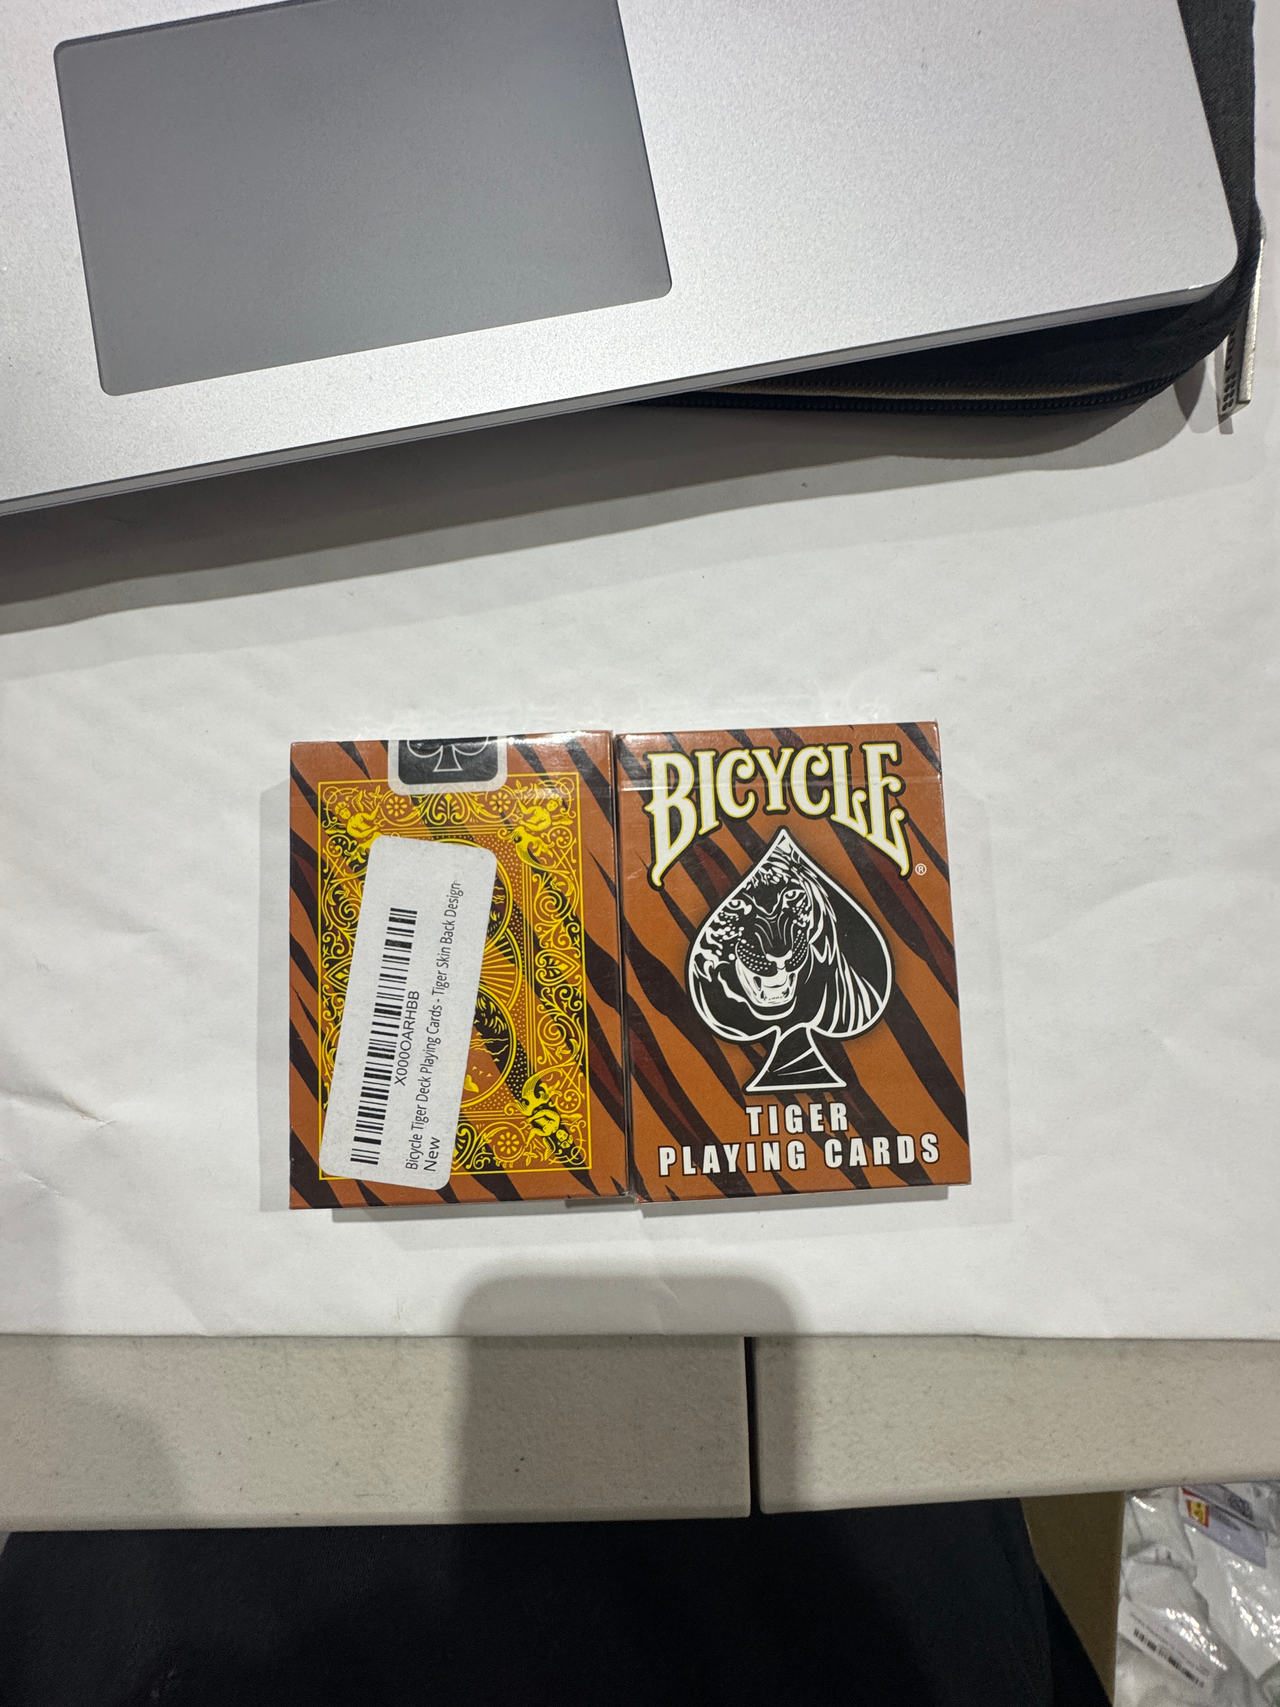 BICYCLE
®
TIGER
PLAYING CARDS
X000OARHBB
Bicycle Tiger Deck Playing Cards - Tiger Skin Back Design
New